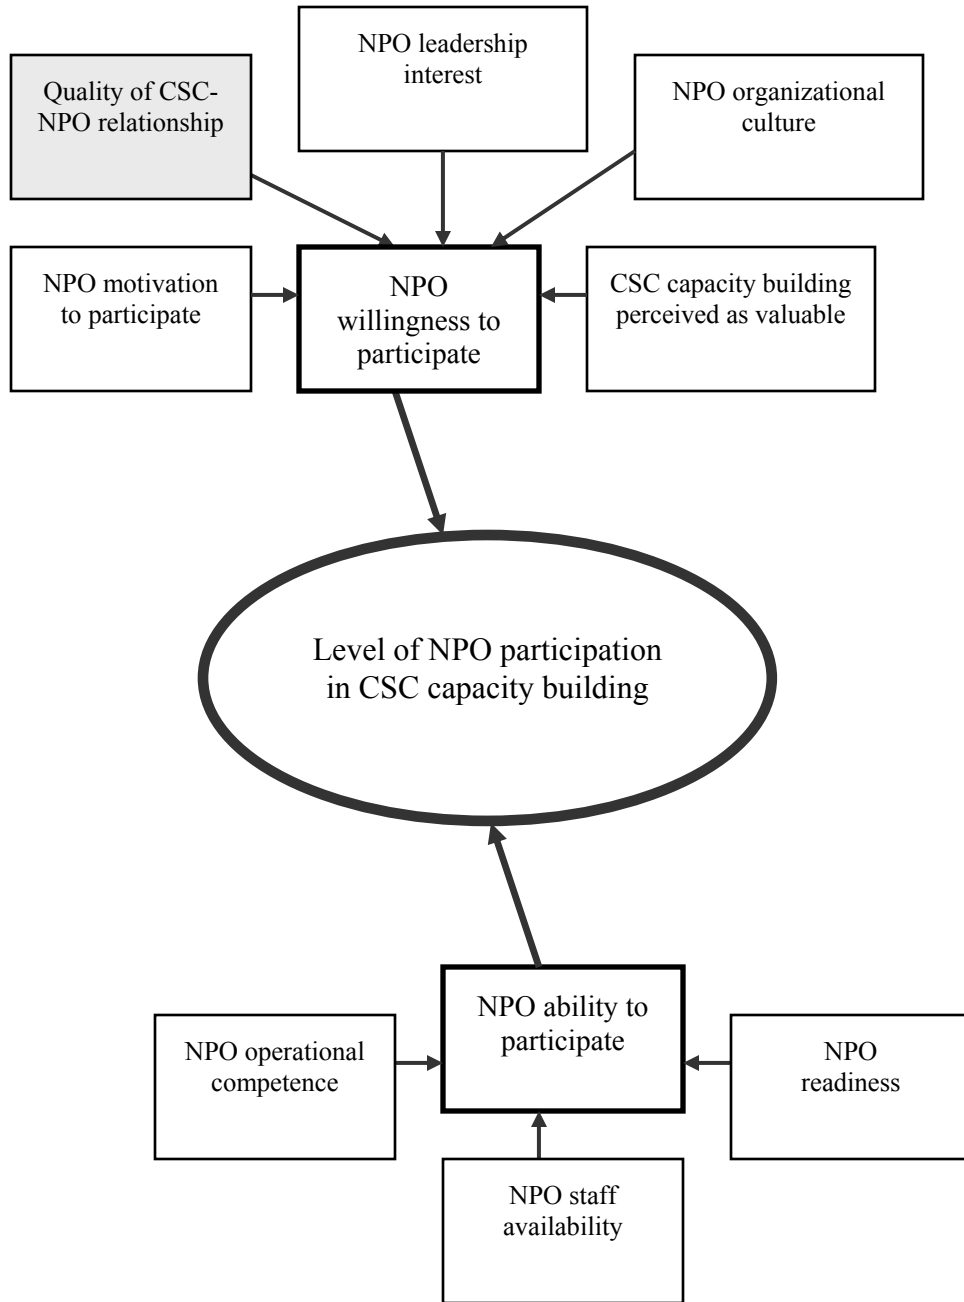 NPO leadership
interest
Quality of CSC-
NPO relationship
NPO organizational
culture
NPO motivation
to participate
NPO
willingness to
participate
CSC capacity building
perceived as valuable
Level of NPO participation
in CSC capacity building
NPO ability to
participate
NPO operational
competence
NPO
readiness
NPO staff
availability